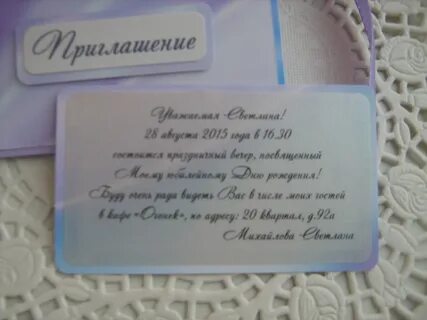 Приглашение
Уважаемая Светлана!
28 августа 2015 года в 16.30
состоится праздничный вечер, посвященный
Моему юбилейному Дню рождения!
Буду очень рада видеть Вас в числе моих гостей
в кафе «Огонек», по адресу: 20 квартал, д.92а
Михайлова Светлана